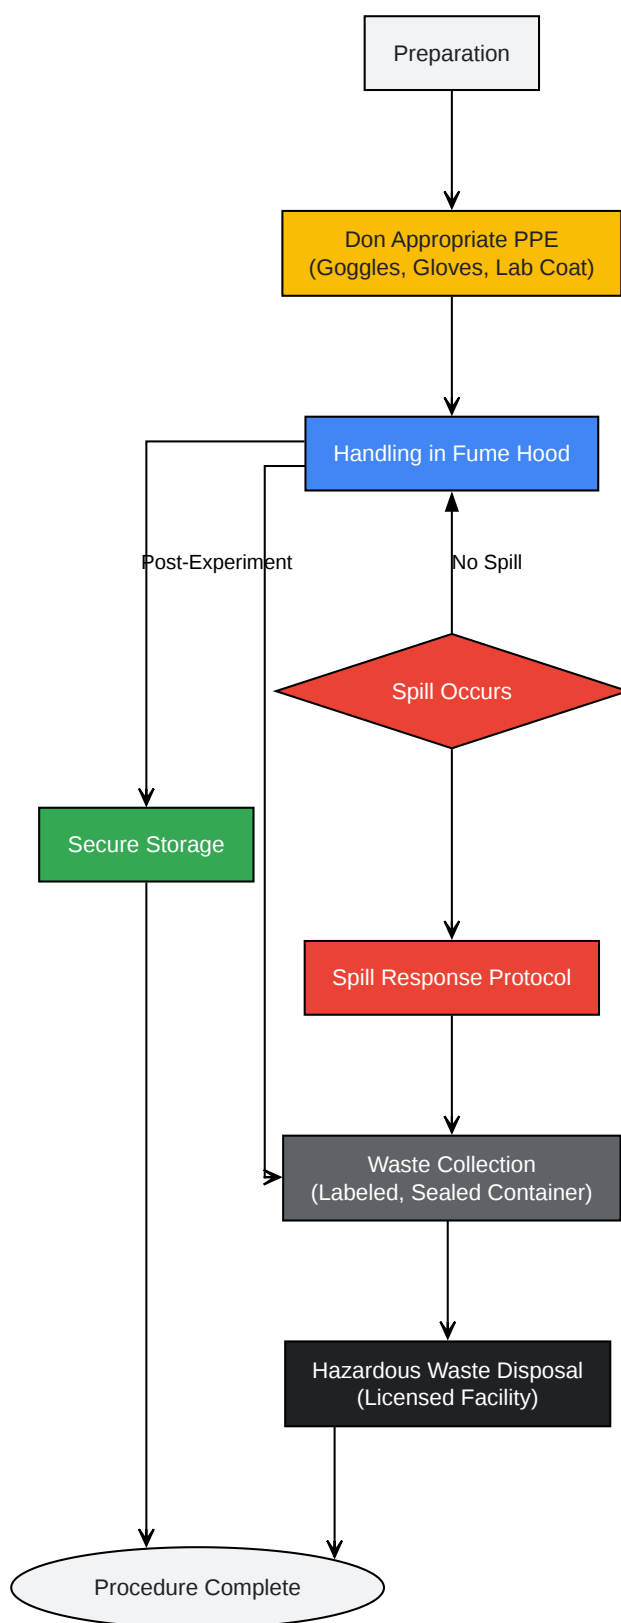 Preparation
Don Appropriate PPE
(Goggles, Gloves, Lab Coat)
Handling in Fume Hood
Post-Experiment
No Spill
Spill Occurs
Secure Storage
Spill Response Protocol
Waste Collection
(Labeled, Sealed Container)
Hazardous Waste Disposal
(Licensed Facility)
Procedure Complete